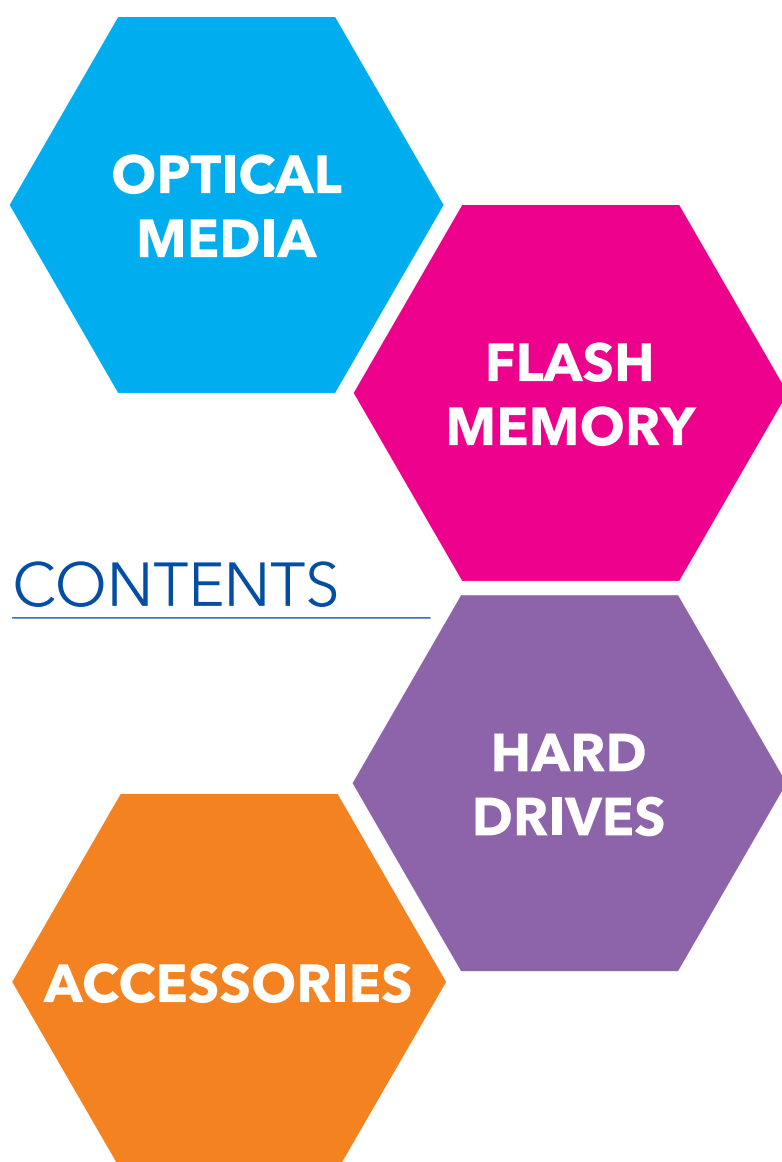 OPTICAL
MEDIA
FLASH
MEMORY
CONTENTS
HARD
DRIVES
ACCESSORIES